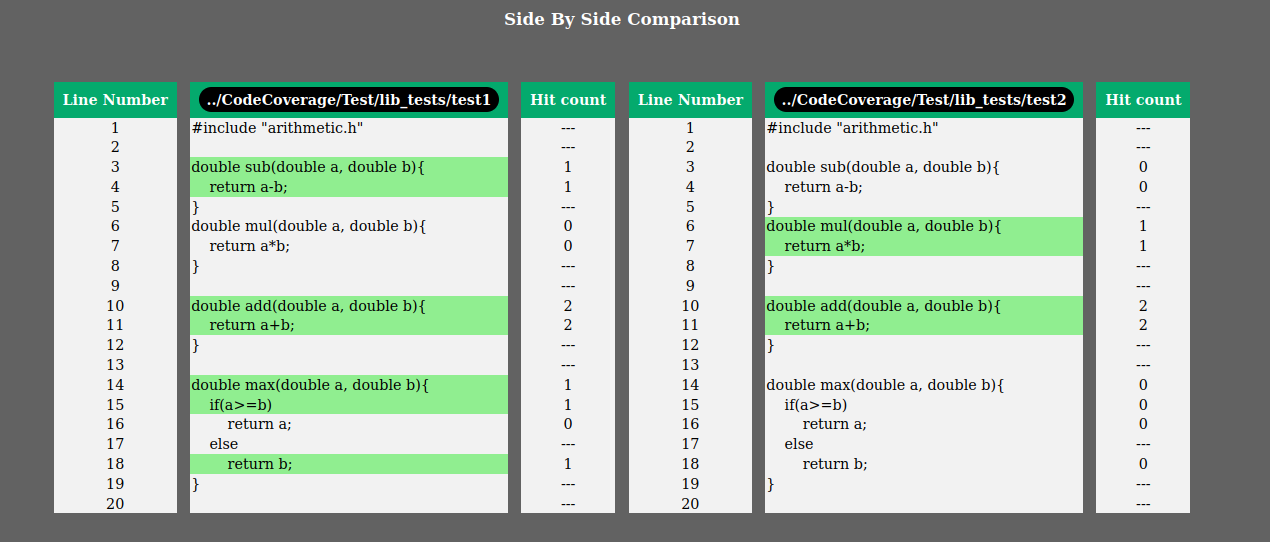 Side By Side Comparison
Line Number ../CodeCoverage/Test/lib_tests/test1 Hit count Line Number ../CodeCoverage/Test/lib_tests/test2 Hit count
1 #include "arithmetic.h" --- 1 #include "arithmetic.h" ---
2 --- 2 ---
3 double sub(double a, double b){ 1 3 double sub(double a, double b){ 0
4 return a-b; 1 4 return a-b; 0
5 } --- 5 } ---
6 double mul(double a, double b){ 0 6 double mul(double a, double b){ 1
7 return a*b; 0 7 return a*b; 1
8 } --- 8 } ---
9 --- 9 ---
10 double add(double a, double b){ 2 10 double add(double a, double b){ 2
11 return a+b; 2 11 return a+b; 2
12 } --- 12 } ---
13 --- 13 ---
14 double max(double a, double b){ 1 14 double max(double a, double b){ 0
15 if(a>=b) 1 15 if(a>=b) 0
16 return a; 0 16 return a; 0
17 else --- 17 else ---
18 return b; 1 18 return b; 0
19 } --- 19 } ---
20 --- 20 ---